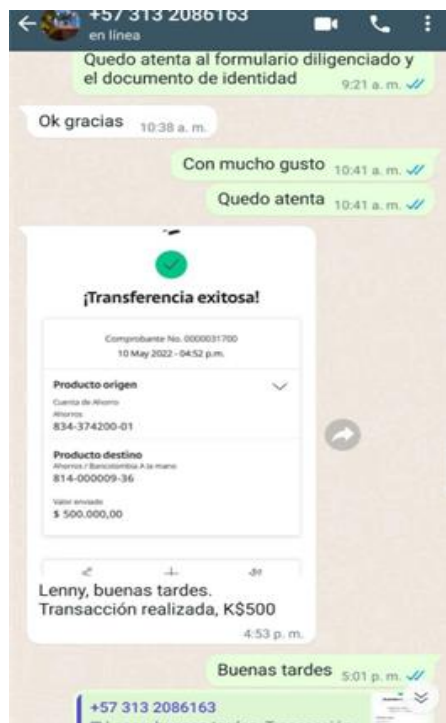 +57 313 2086163
en línea
Quedo atenta al formulario diligenciado y
el documento de identidad
9:21 a. m.
Ok gracias 10:38 a. m.
Con mucho gusto 10:41 a. m.
Quedo atenta 10:41 a. m.
¡Transferencia exitosa!
Comprobante No. 0000031700
10 May 2022 - 04:52 p.m.
Producto origen
Cuenta de Ahorro
Ahorros
834-374200-01
Producto destino
Ahorros / Bancolombia A la mano
814-000009-36
Valor enviado
$ 500.000,00
Lenny, buenas tardes.
Transacción realizada, K$500
4:53 p. m.
Buenas tardes 5:01 p. m.
+57 313 2086163